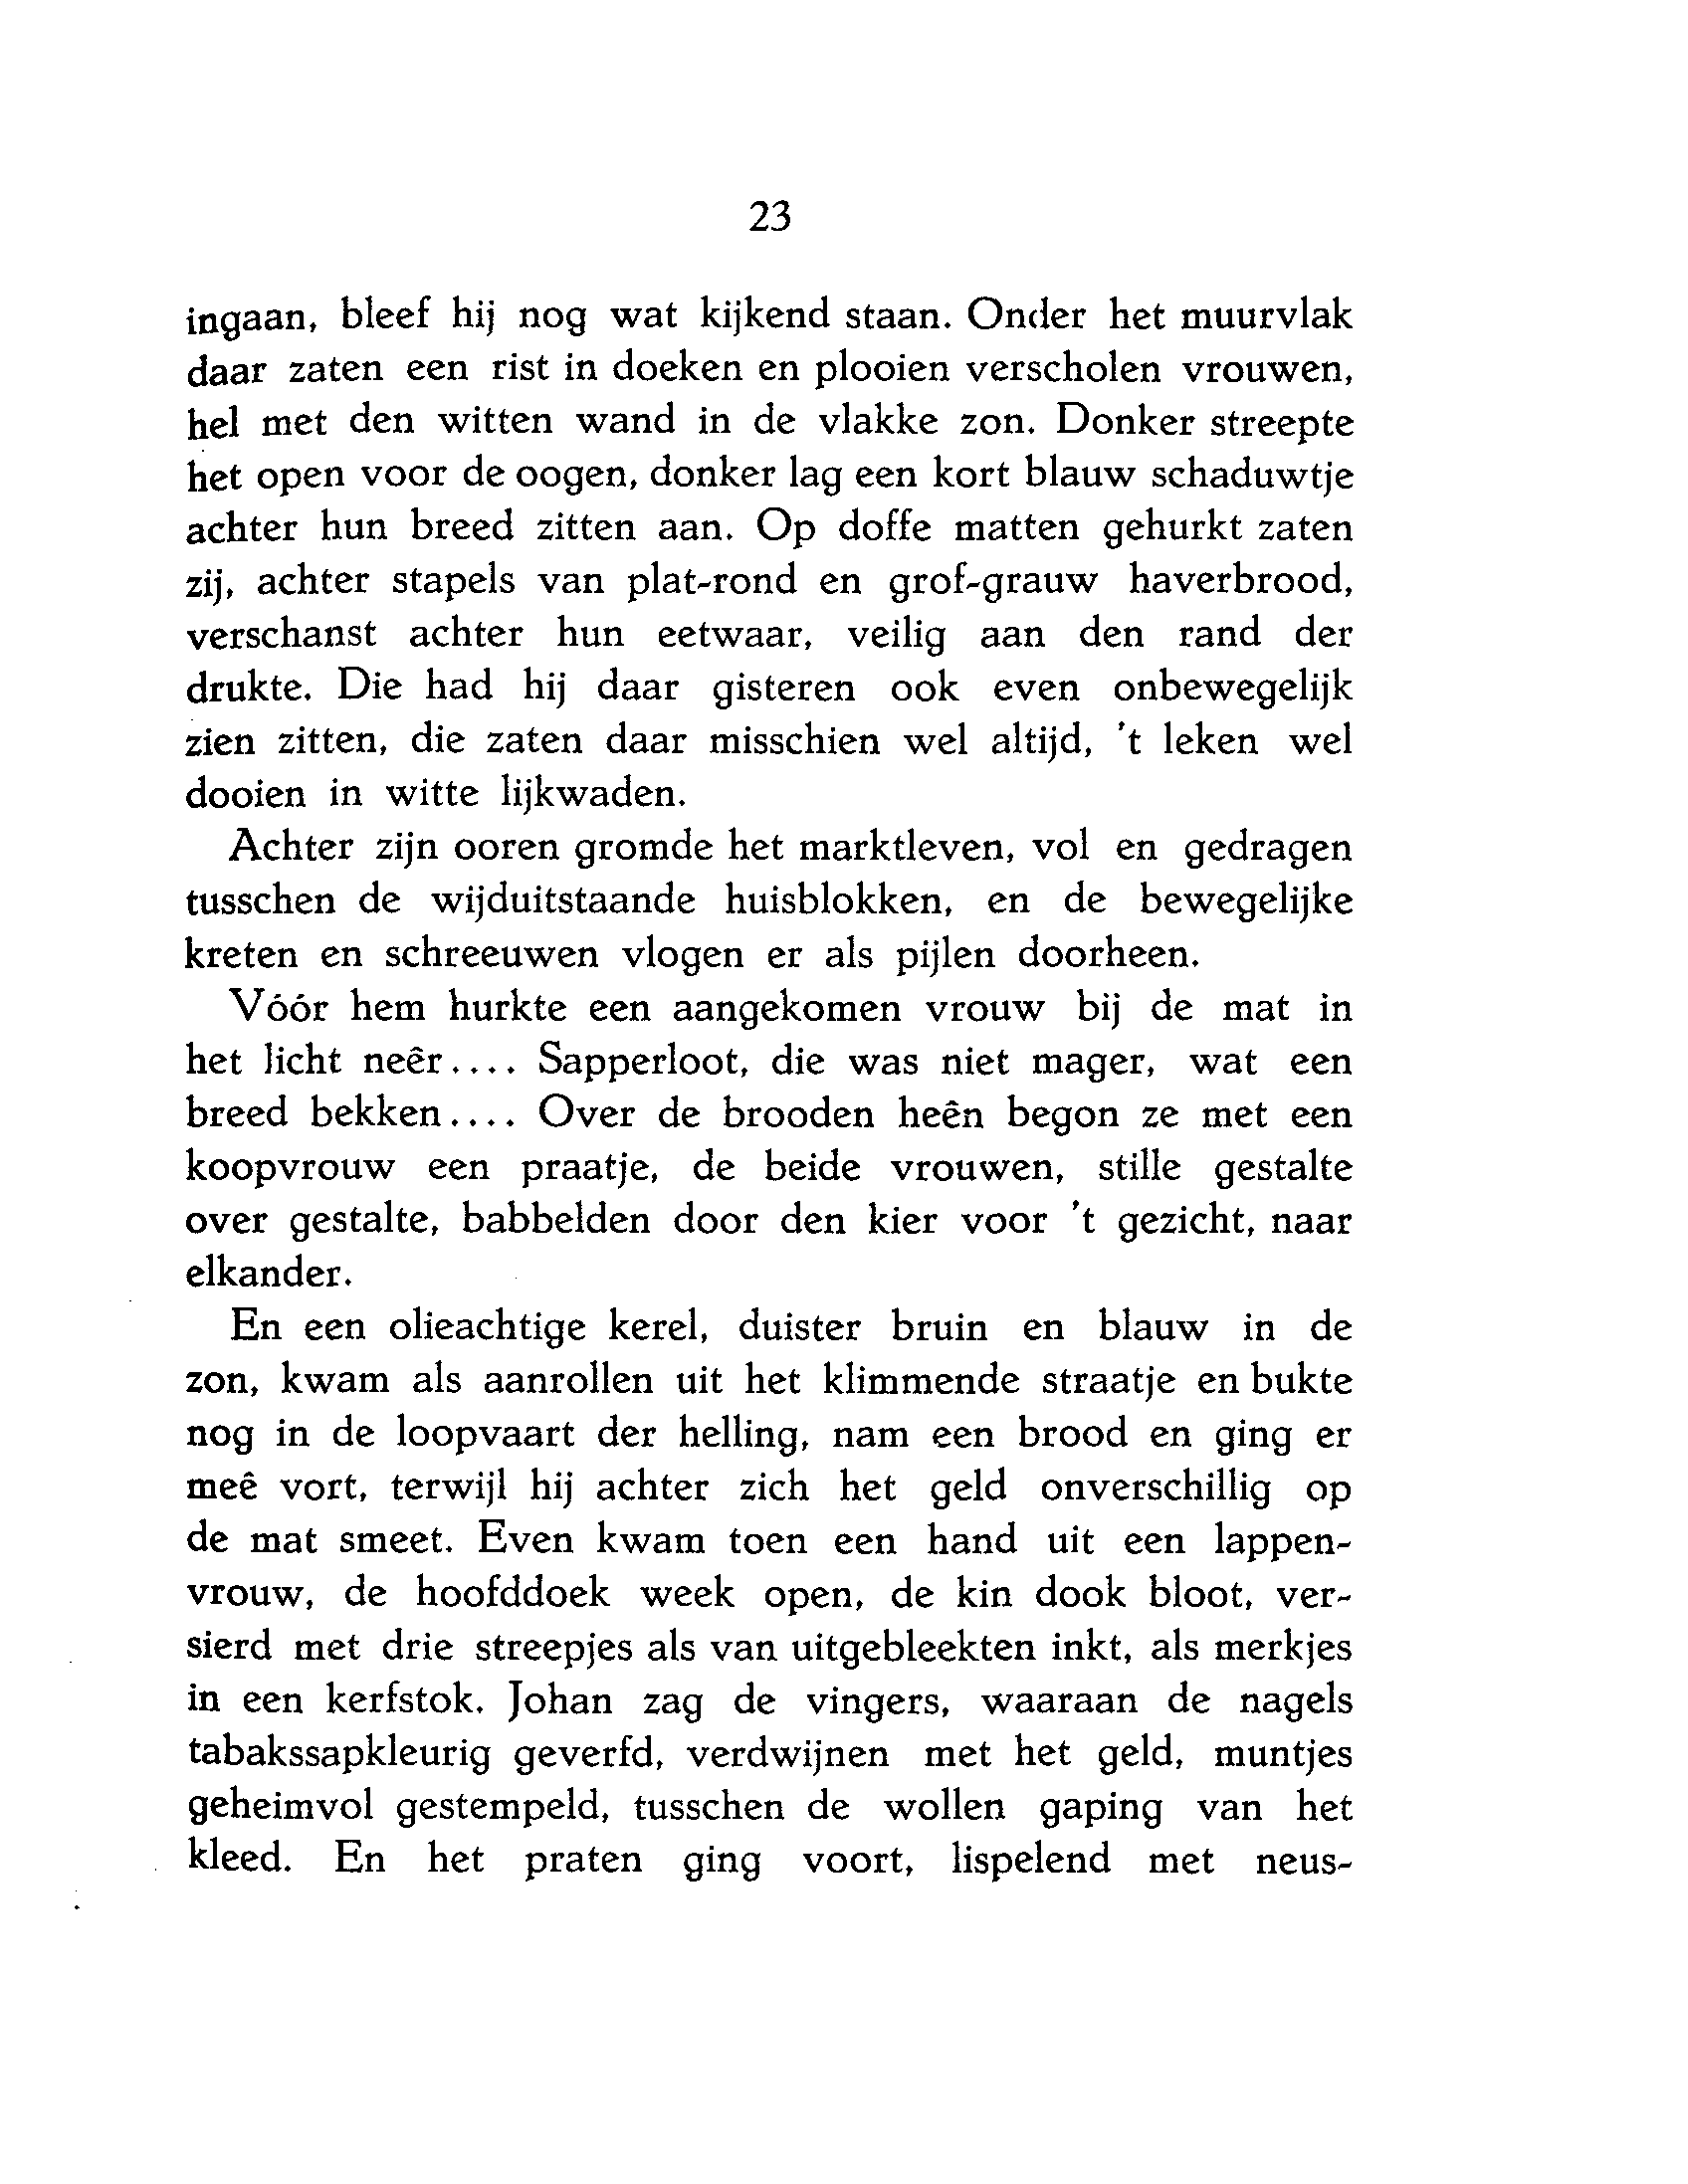 23
ingaan, bleef hij nog wat kijkend staan. Onder het muurvlak
daar zaten een rist in doeken en plooien verscholen vrouwen,
hel met den witten wand in de vlakke zon. Donker streepte
het open voor de oogen, donker lag een kort blauw schaduwtje
achter hun breed zitten aan. Op doffe matten gehurkt zaten
zij, achter stapels van plat-rond en grof-grauw haverbrood,
verschanst achter hun eetwaar, veilig aan den rand der
drukte. Die had hij daar gisteren ook even onbewegelijk
zien zitten, die zaten daar misschien wel altijd, 't leken wel
dooien in witte lijkwaden.
Achter zijn ooren gromde het marktleven, vol en gedragen
tusschen de wijduitstaande huisblokken, en de bewegelijke
kreten en schreeuwen vlogen er als pijlen doorheen.
Vóór hem hurkte een aangekomen vrouw bij de mat in
het licht neêr.... Sapperloot, die was niet mager, wat een
breed bekken.... Over de brooden heên begon ze met een
koopvrouw een praatje, de beide vrouwen, stille gestalte
over gestalte, babbelden door den kier voor 't gezicht, naar
elkander.
En een olieachtige kerel, duister bruin en blauw in de
zon, kwam als aanrollen uit het klimmende straatje en bukte
nog in de loopvaart der helling, nam een brood en ging er
meê vort, terwijl hij achter zich het geld onverschillig op
de mat smeet. Even kwam toen een hand uit een lappen-
vrouw, de hoofddoek week open, de kin dook bloot, ver-
sierd met drie streepjes als van uitgebleekten inkt, als merkjes
in een kerfstok. Johan zag de vingers, waaraan de nagels
tabakssapkleurig geverfd, verdwijnen met het geld, muntjes
geheimvol gestempeld, tusschen de wollen gaping van het
kleed. En het praten ging voort, lispelend met neus-